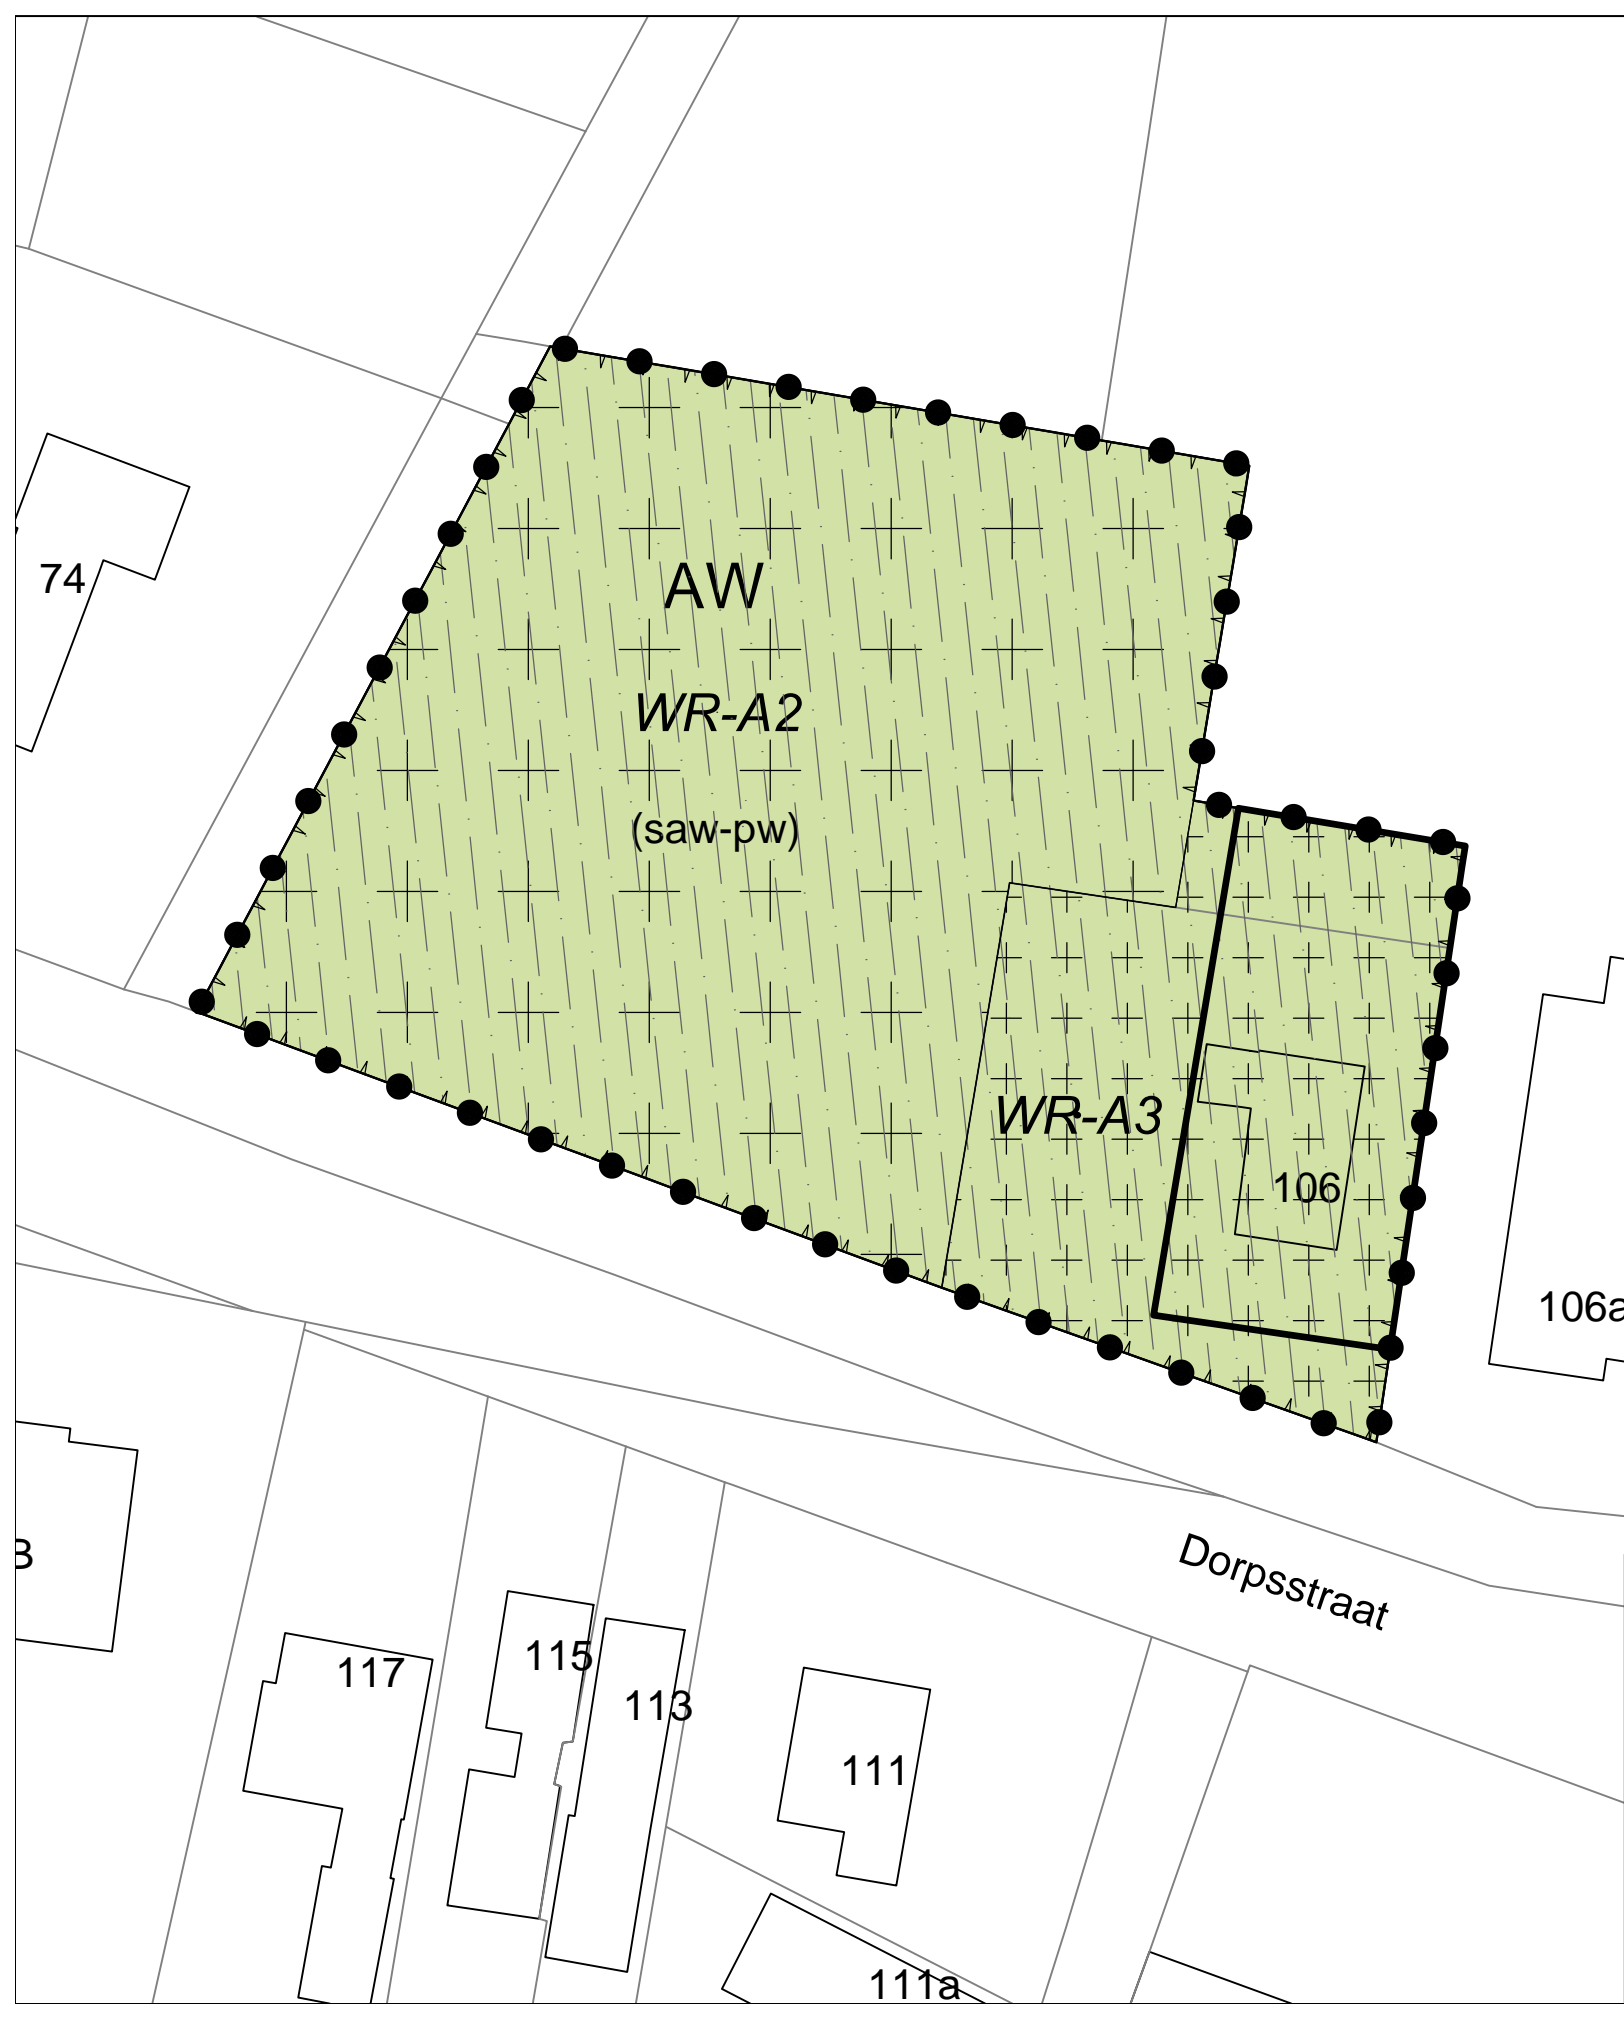 74
AW
WR-A2
(saw-pw)
WR-A3
106
106a
Dorpsstraat
B
117
115
113
111
111a